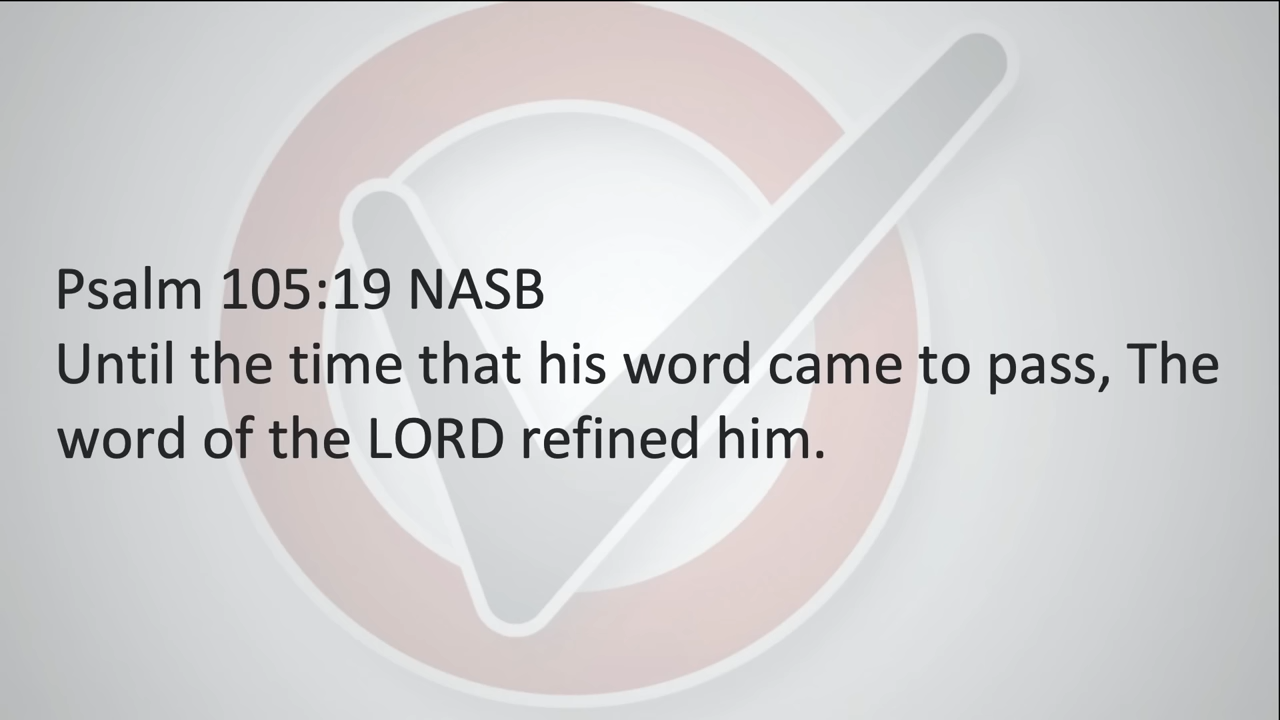 Psalm 105:19 NASB
Until the time that his word came to pass, The
word of the LORD refined him.